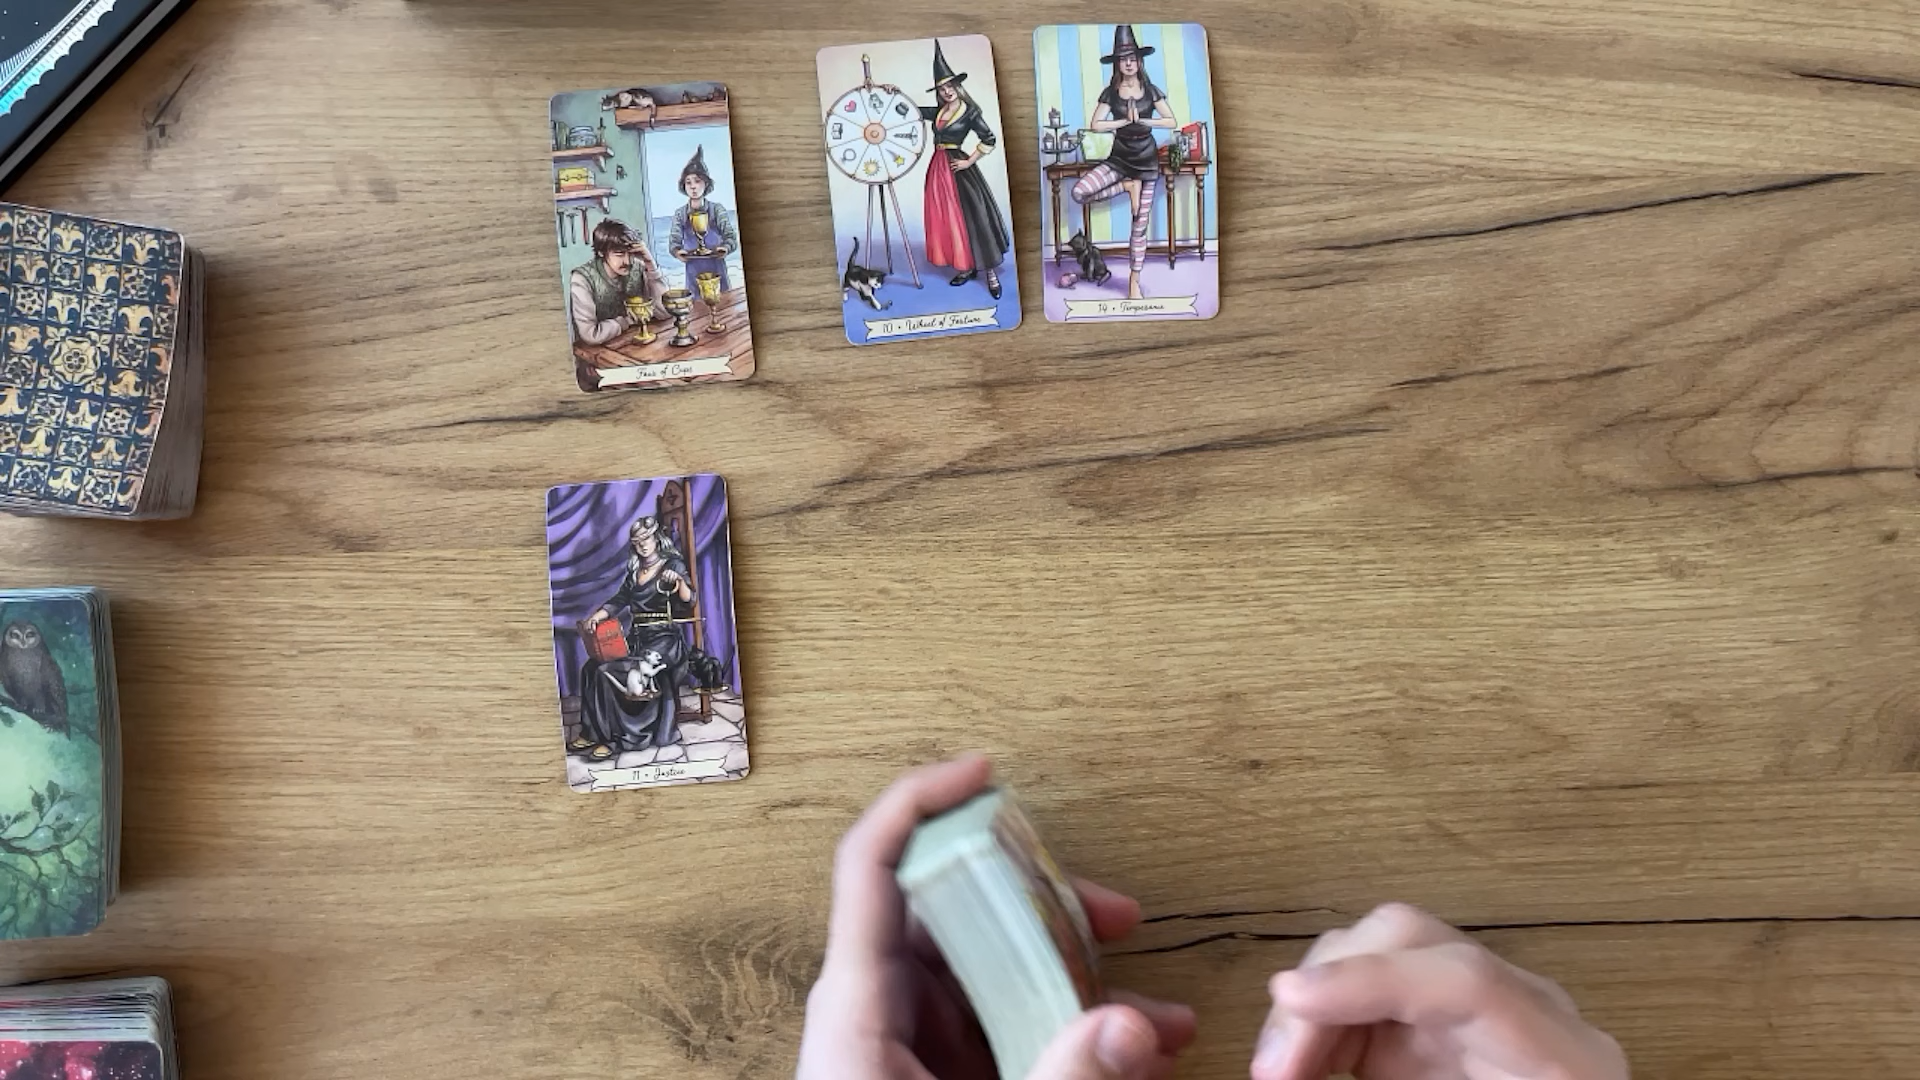 Four of Cups
10 • Wheel of Fortune
14 • Temperance
11 • Justice